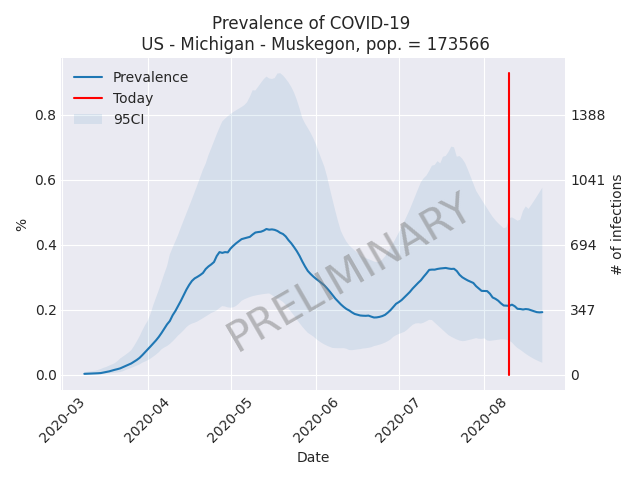 Prevalence of COVID-19
US - Michigan - Muskegon, pop. = 173566
Prevalence
Today
95CI
0.8
0.6
0.4
0.2
0.0
%
1388
1041
694
347
0
# of infections
PRELIMINARY
2020-03
2020-04
2020-05
2020-06
2020-07
2020-08
Date